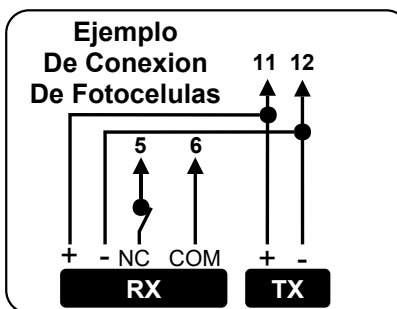 Ejemplo
De Conexion
De Fotocelulas
11 12
5 6
+ - NC COM + -
RX TX